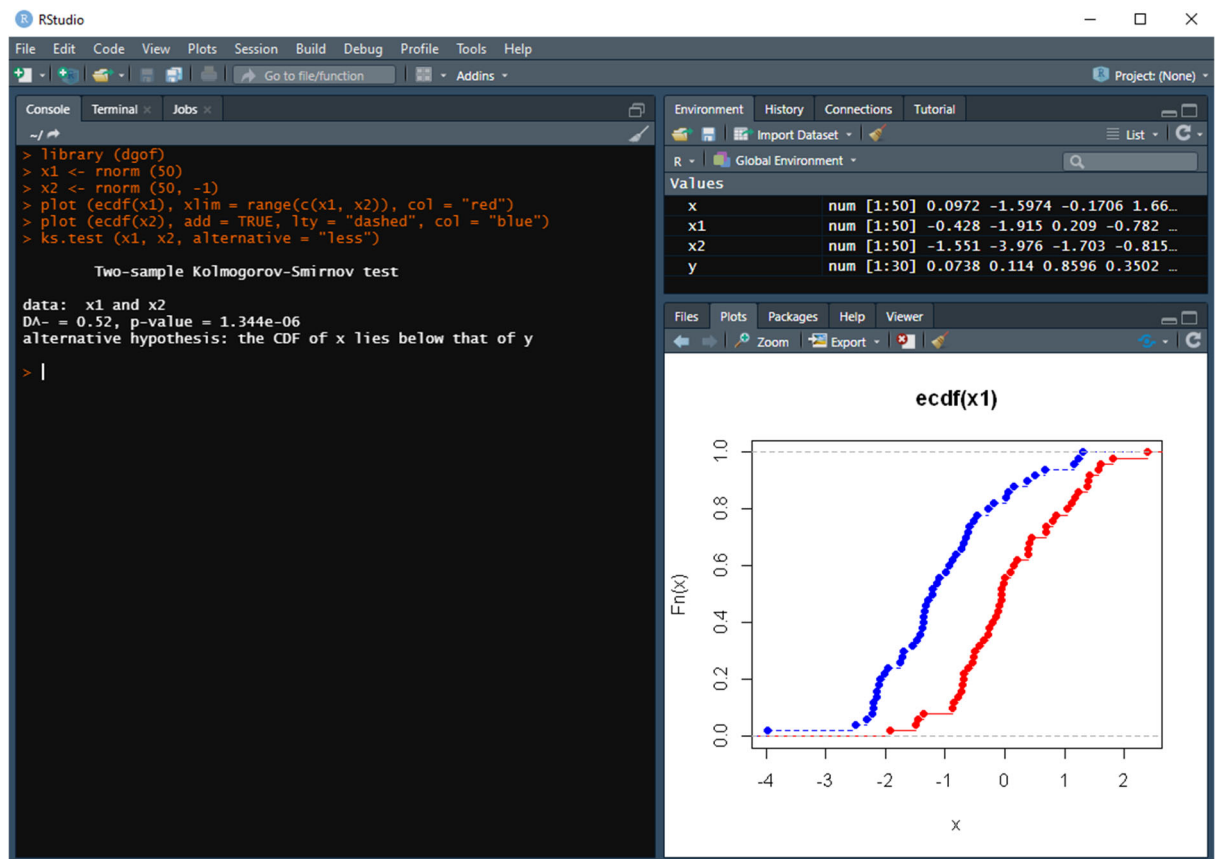 RStudio
File Edit Code View Plots Session Build Debug Profile Tools Help
Go to file/function Addins Project: (None)
Console Terminal Jobs
~/
> library (dgof)
> x1 <- rnorm (50)
> x2 <- rnorm (50, -1)
> plot (ecdf(x1), xlim = range(c(x1, x2)), col = "red")
> plot (ecdf(x2), add = TRUE, lty = "dashed", col = "blue")
> ks.test (x1, x2, alternative = "less")
Two-sample Kolmogorov-Smirnov test
data: x1 and x2
D^- = 0.52, p-value = 1.344e-06
alternative hypothesis: the CDF of x lies below that of y
>
Environment History Connections Tutorial
Import Dataset List
R Global Environment
Values
x num [1:50] 0.0972 -1.5974 -0.1706 1.66…
x1 num [1:50] -0.428 -1.915 0.209 -0.782 …
x2 num [1:50] -1.551 -3.976 -1.703 -0.815…
y num [1:30] 0.0738 0.114 0.8596 0.3502 …
Files Plots Packages Help Viewer
Zoom Export
ecdf(x1)
Fn(x)
1.0
0.8
0.6
0.4
0.2
0.0
-4 -3 -2 -1 0 1 2
x